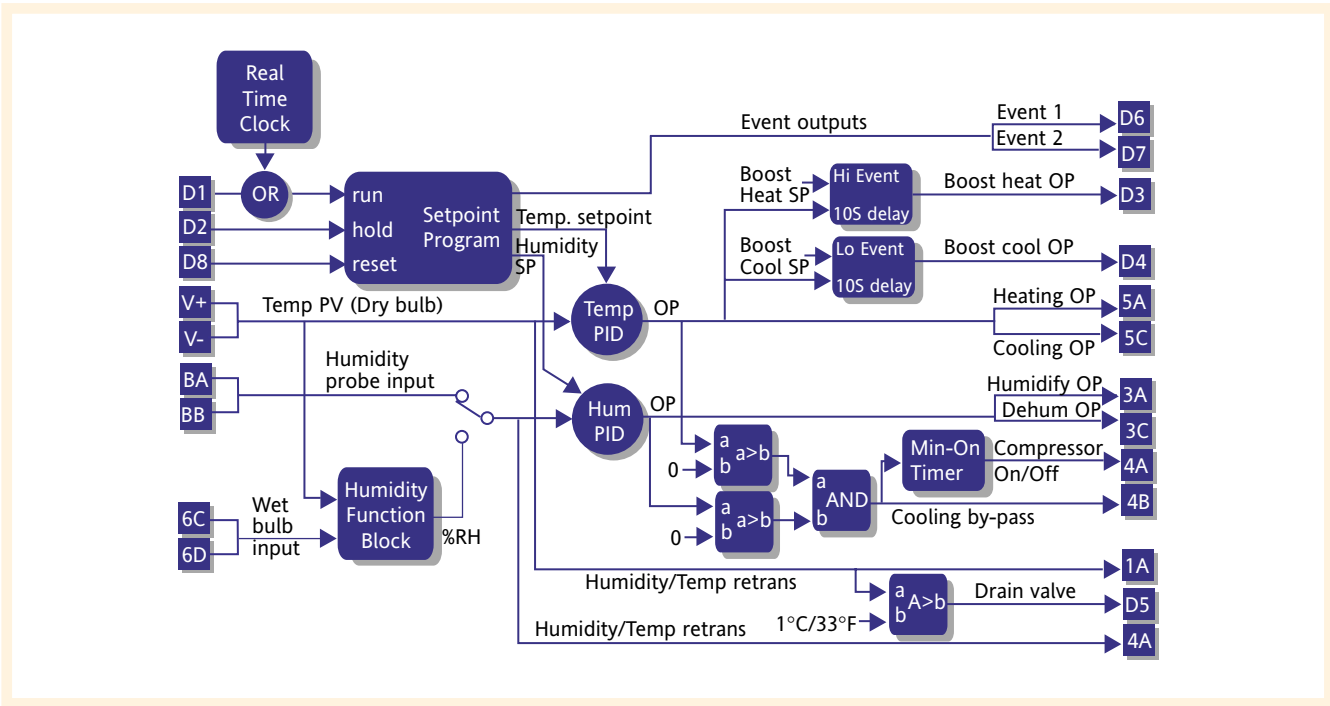 Real
Time
Clock
D1
OR
D2
D8
run
hold
reset
Setpoint
Program
Event outputs
Event 1
Event 2
D6
D7
Temp. setpoint
Humidity
SP
Boost
Heat SP
Hi Event
10S delay
Boost heat OP
D3
Boost
Cool SP
Lo Event
10S delay
Boost cool OP
D4
V+
V-
Temp PV (Dry bulb)
Temp
PID
OP
Heating OP
Cooling OP
5A
5C
BA
BB
Humidity
probe input
Hum
PID
OP
Humidify OP
Dehum OP
3A
3C
a
b
a>b
0
a
b
a>b
0
a
b
AND
Min-On
Timer
Compressor
On/Off
4A
Cooling by-pass
4B
6C
6D
Wet
bulb
input
Humidity
Function
Block
%RH
Humidity/Temp retrans
1A
a
b
A>b
1°C/33°F
Drain valve
D5
Humidity/Temp retrans
4A